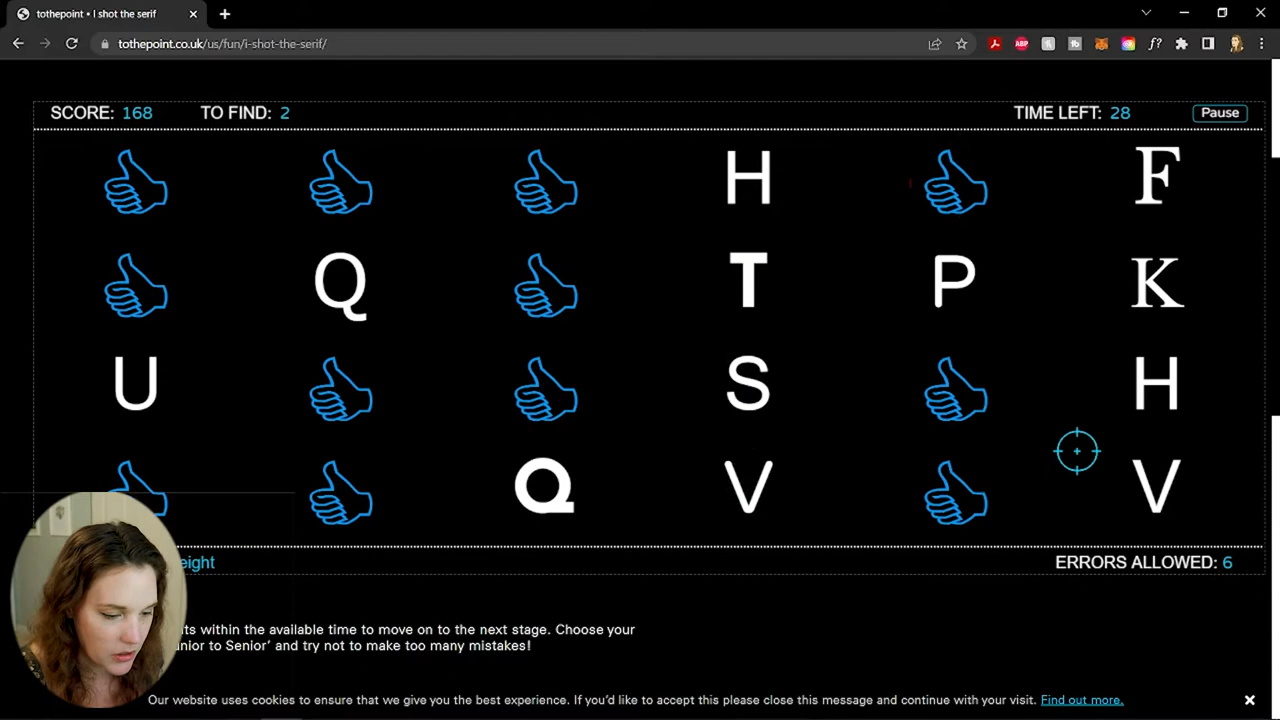 tothepoint • I shot the serif
tothepoint.co.uk/us/fun/i-shot-the-serif/
ABP
f?
SCORE: 168 TO FIND: 2 TIME LEFT: 28 Pause
H F
Q T P K
U S H
Q V V
eight ERRORS ALLOWED: 6
ts within the available time to move on to the next stage. Choose your
unior to Senior' and try not to make too many mistakes!
Our website uses cookies to ensure that we give you the best experience. If you'd like to accept this please close this message and continue with your visit. Find out more.